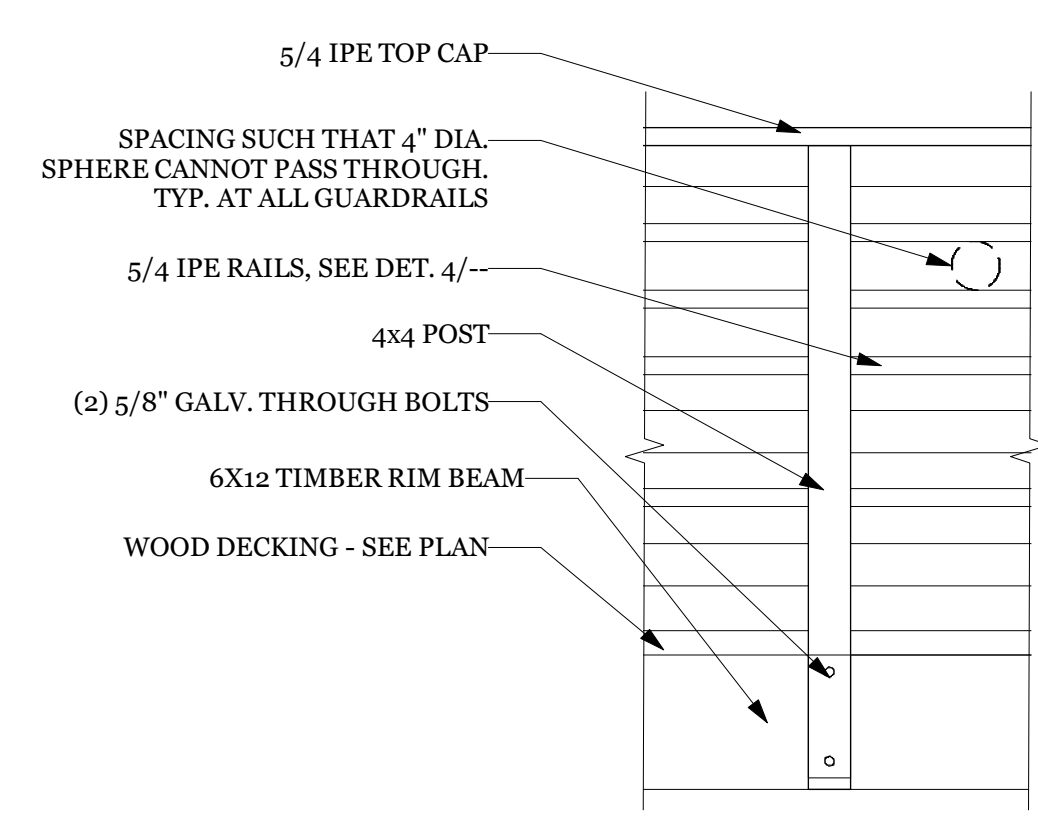 5/4 IPE TOP CAP
SPACING SUCH THAT 4" DIA.
SPHERE CANNOT PASS THROUGH.
TYP. AT ALL GUARDRAILS
5/4 IPE RAILS, SEE DET. 4/--
4x4 POST
(2) 5/8" GALV. THROUGH BOLTS
6X12 TIMBER RIM BEAM
WOOD DECKING - SEE PLAN